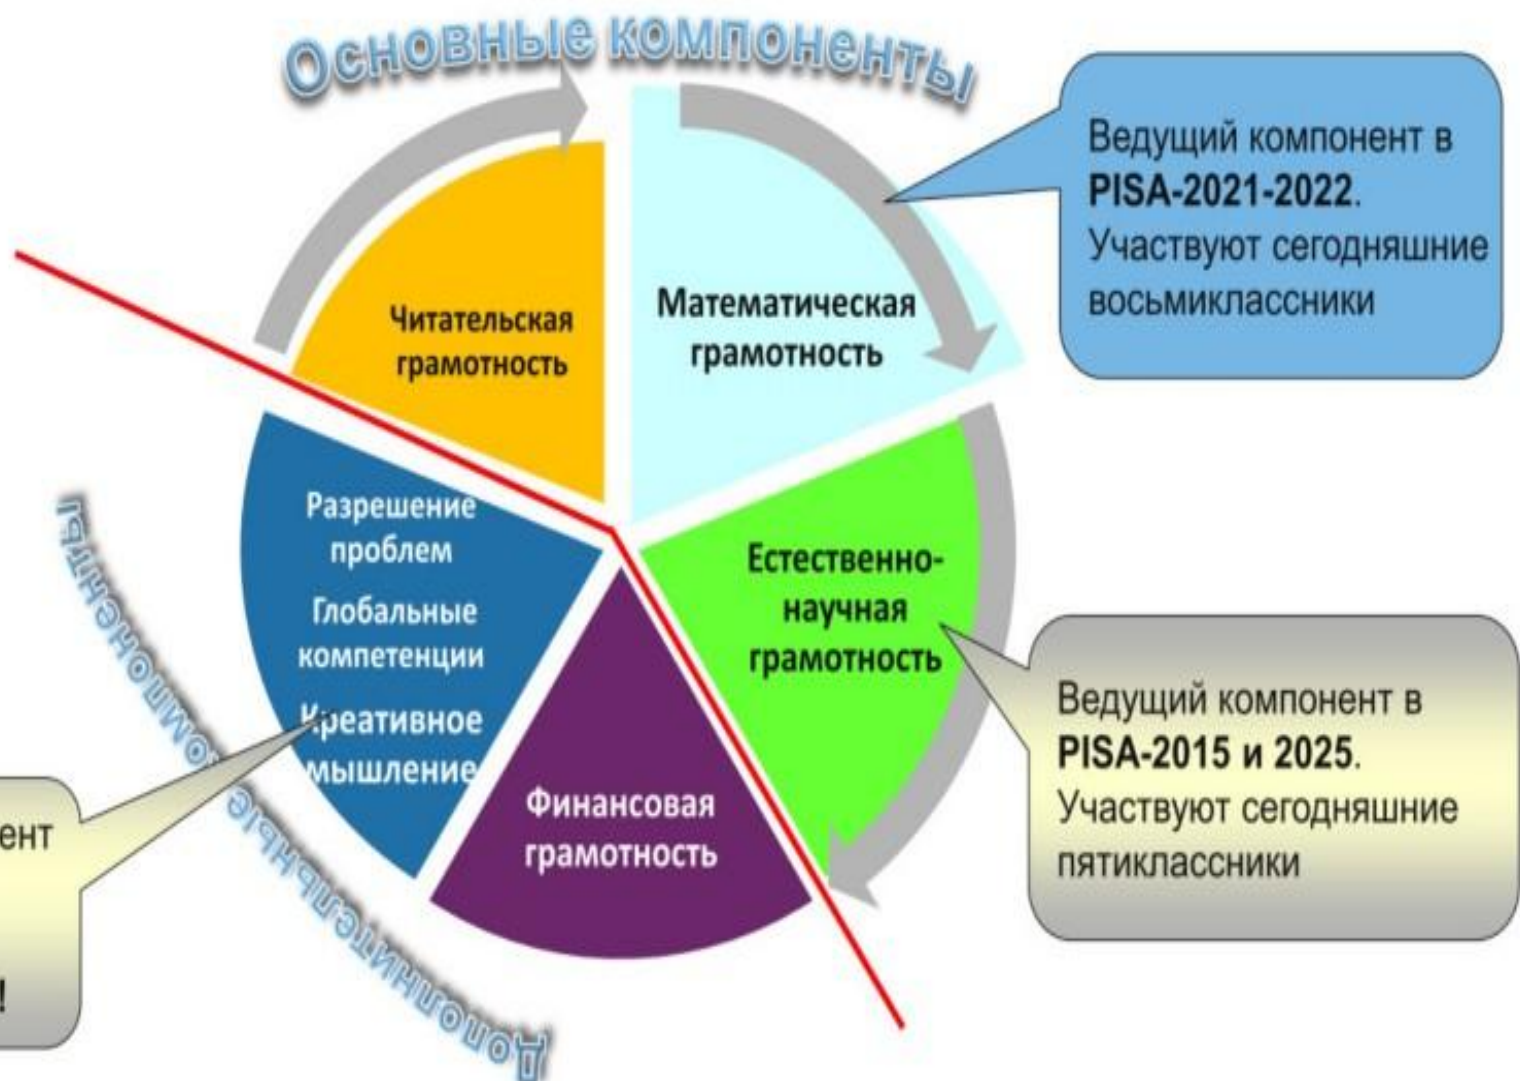 Основные компоненты
Ведущий компонент в
PISA-2021-2022.
Участвуют сегодняшние
восьмиклассники
Читательская
грамотность
Математическая
грамотность
Разрешение
проблем
Глобальные
компетенции
Креативное
мышление
Естественно-
научная
грамотность
Ведущий компонент в
PISA-2015 и 2025.
Участвуют сегодняшние
пятиклассники
Финансовая
грамотность
Дополнительные компоненты
ент
!